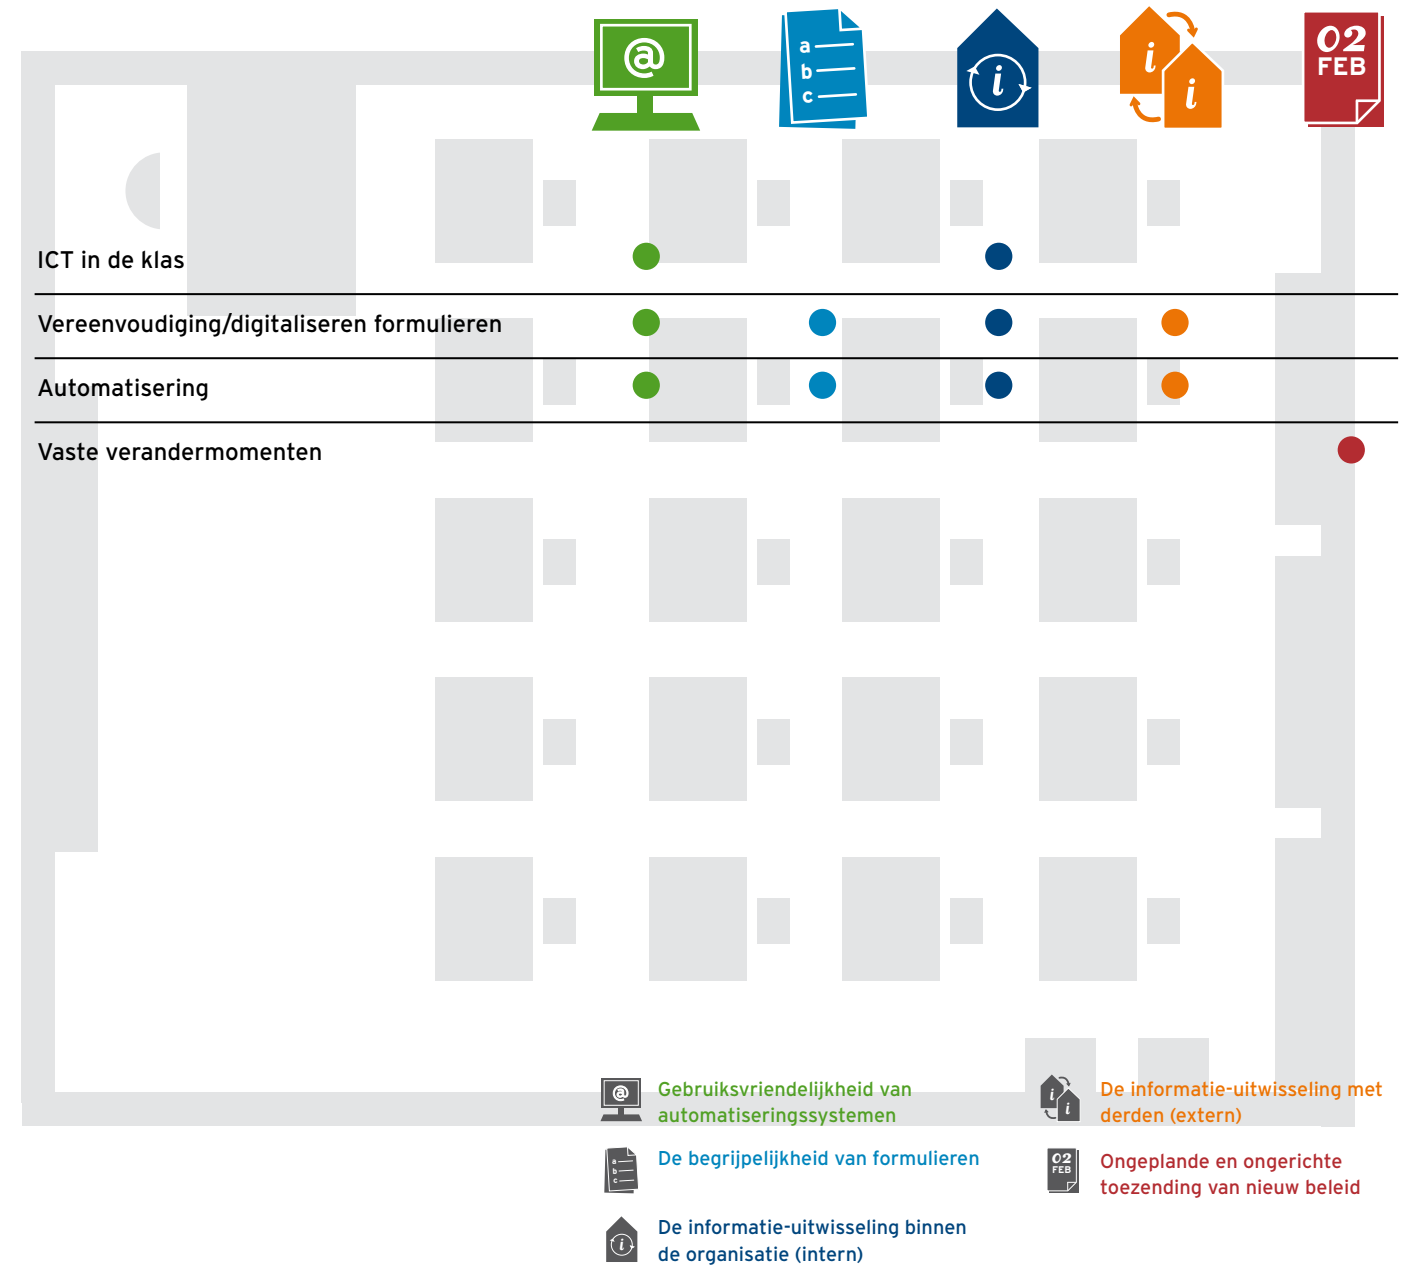 @
a
b
c
i
i
i
02
FEB
ICT in de klas
Vereenvoudiging/digitaliseren formulieren
Automatisering
Vaste verandermomenten
@
Gebruiksvriendelijkheid van
automatiseringssystemen
a
b
c
De begrijpelijkheid van formulieren
i
De informatie-uitwisseling binnen
de organisatie (intern)
i
i
De informatie-uitwisseling met
derden (extern)
02
FEB
Ongeplande en ongerichte
toezending van nieuw beleid